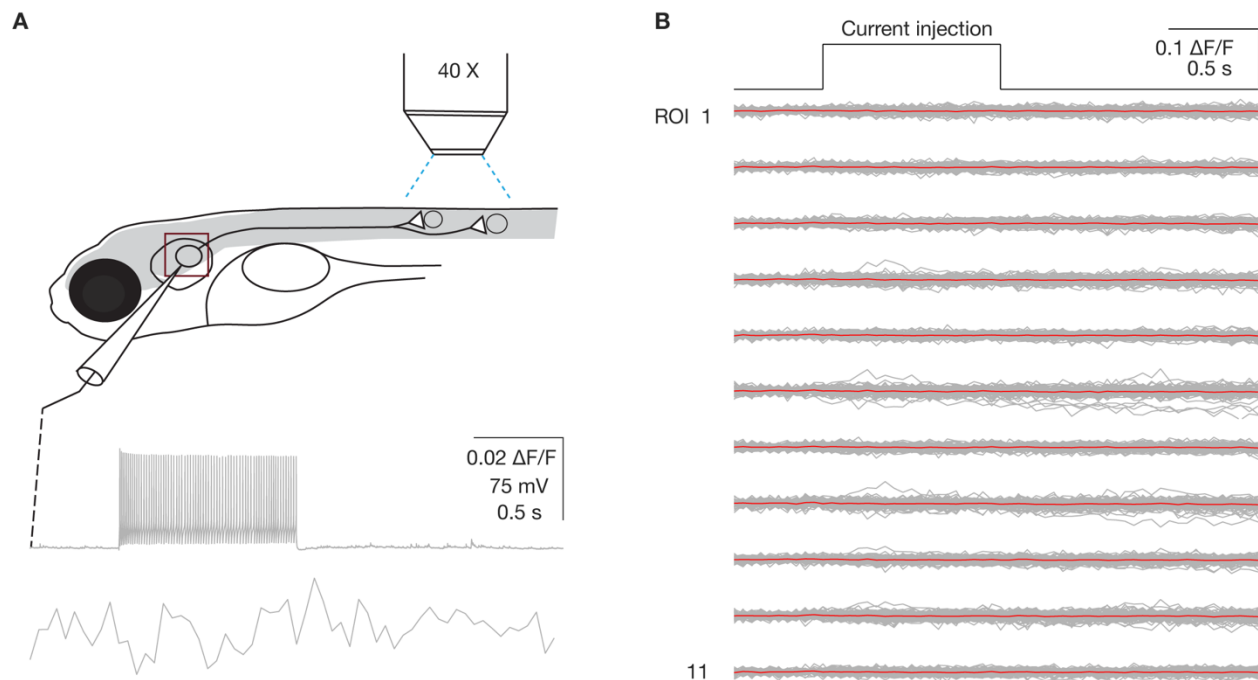 A
40 X
0.02 ΔF/F
75 mV
0.5 s
B
Current injection
0.1 ΔF/F
0.5 s
ROI 1
11